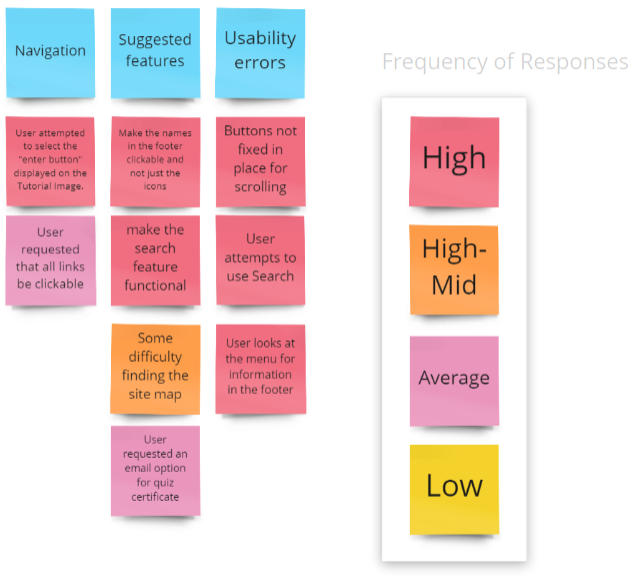 Navigation
Suggested
features
Usability
errors
Frequency of Responses
User attempted
to select the
"enter button"
displayed on the
Tutorial Image.
Make the names
in the footer
clickable and
not just the
icons
Buttons not
fixed in
place for
scrolling
High
User
requested
that all links
be clickable
make the
search
feature
functional
User
attempts to
use Search
High-
Mid
Some
difficulty
finding the
site map
User looks at
the menu for
information
in the footer
Average
User
requested an
email option
for quiz
certificate
Low